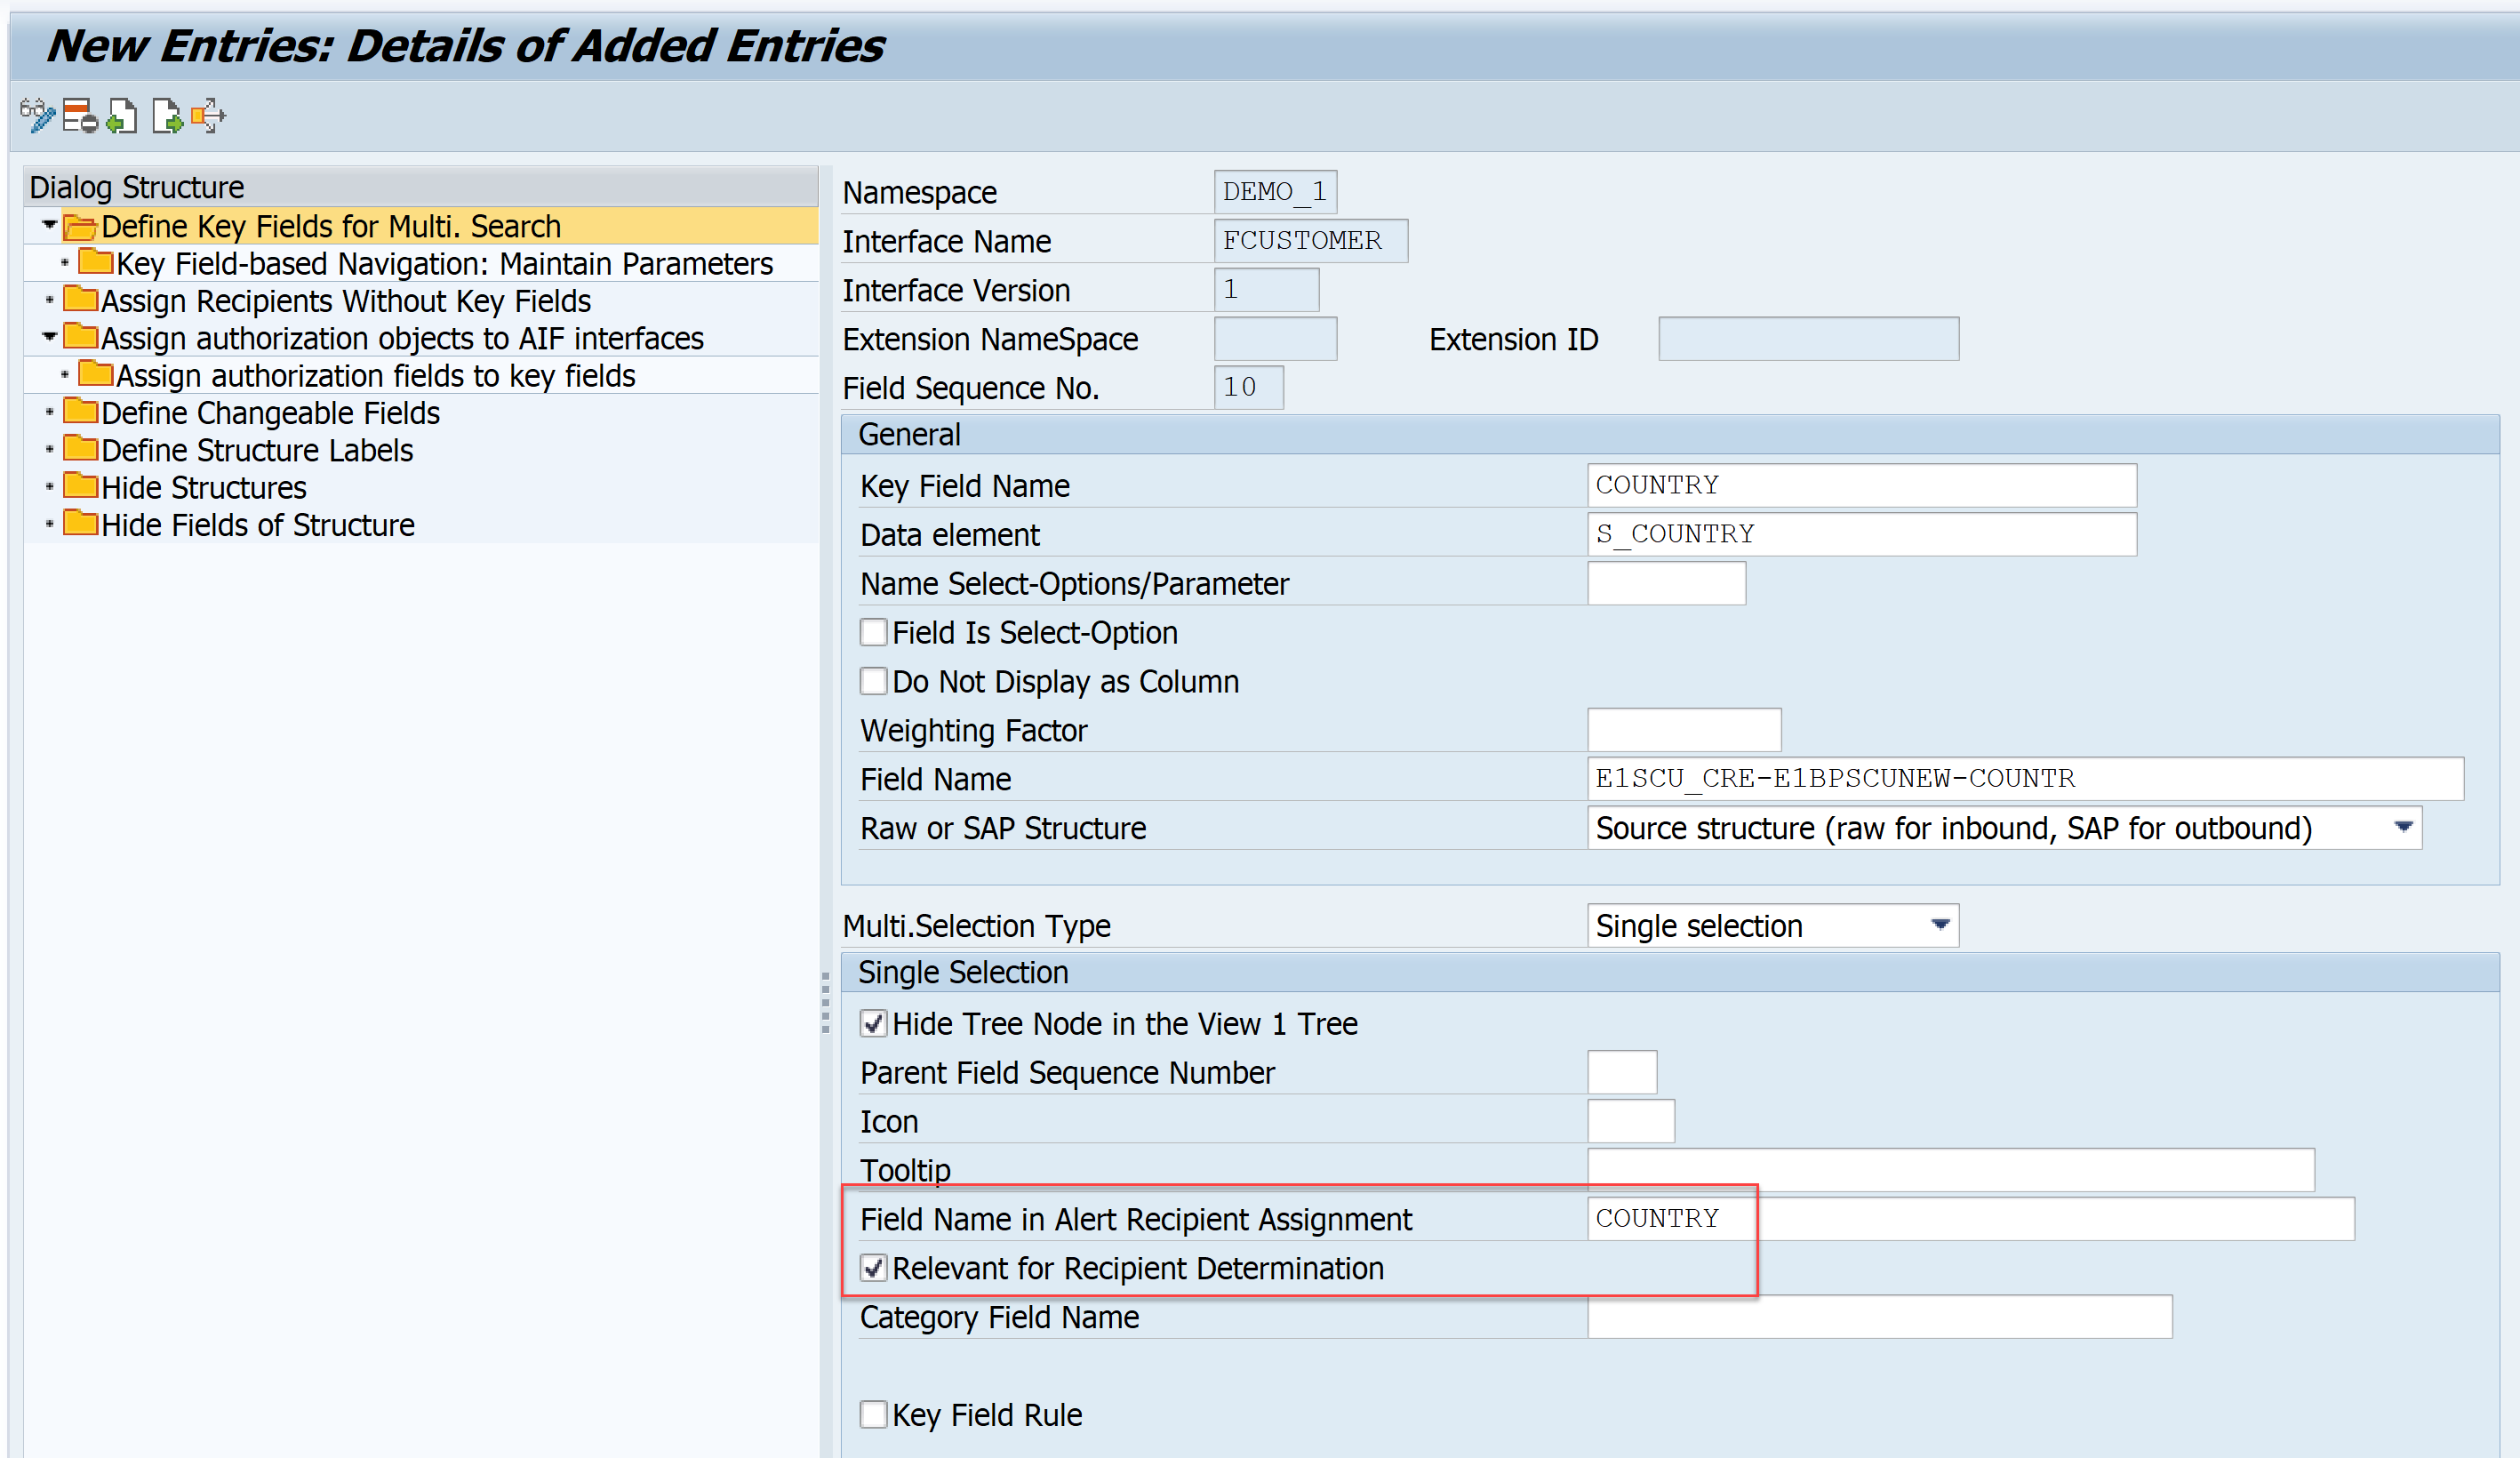 New Entries: Details of Added Entries
Dialog Structure
Define Key Fields for Multi. Search
Key Field-based Navigation: Maintain Parameters
Assign Recipients Without Key Fields
Assign authorization objects to AIF interfaces
Assign authorization fields to key fields
Define Changeable Fields
Define Structure Labels
Hide Structures
Hide Fields of Structure
Namespace DEMO_1
Interface Name FCUSTOMER
Interface Version 1
Extension NameSpace Extension ID
Field Sequence No. 10
General
Key Field Name COUNTRY
Data element S_COUNTRY
Name Select-Options/Parameter
Field Is Select-Option
Do Not Display as Column
Weighting Factor
Field Name E1SCU_CRE-E1BPSCUNEW-COUNTR
Raw or SAP Structure Source structure (raw for inbound, SAP for outbound)
Multi.Selection Type Single selection
Single Selection
Hide Tree Node in the View 1 Tree
Parent Field Sequence Number
Icon
Tooltip
Field Name in Alert Recipient Assignment COUNTRY
Relevant for Recipient Determination
Category Field Name
Key Field Rule